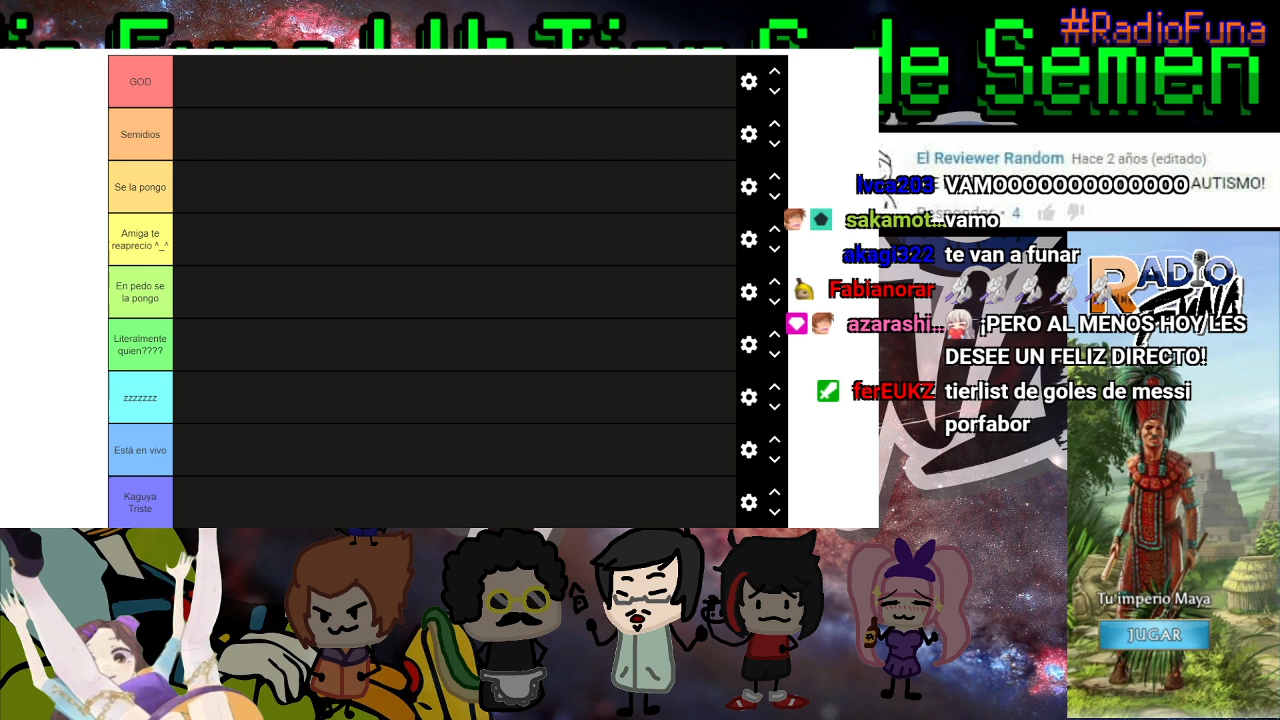 #RadioFuna
de Semen
GOD
Semidios
Se la pongo
Amiga te
reaprecio ^_^
En pedo se
la pongo
Literalmente
quien????
zzzzzzz
Está en vivo
Kaguya
Triste
El Reviewer Random Hace 2 años (editado)
AUTISMO!
Responder · 4
lvca203 VAMOOOOOOOOOOOOO
sakamot... vamo
akagi322 te van a funar
Fabianorar
azarashi... ¡PERO AL MENOS HOY LES
DESEE UN FELIZ DIRECTO!
ferEUKZ tierlist de goles de messi
porfabor
RADIO
FUNA
Tu imperio Maya
JUGAR